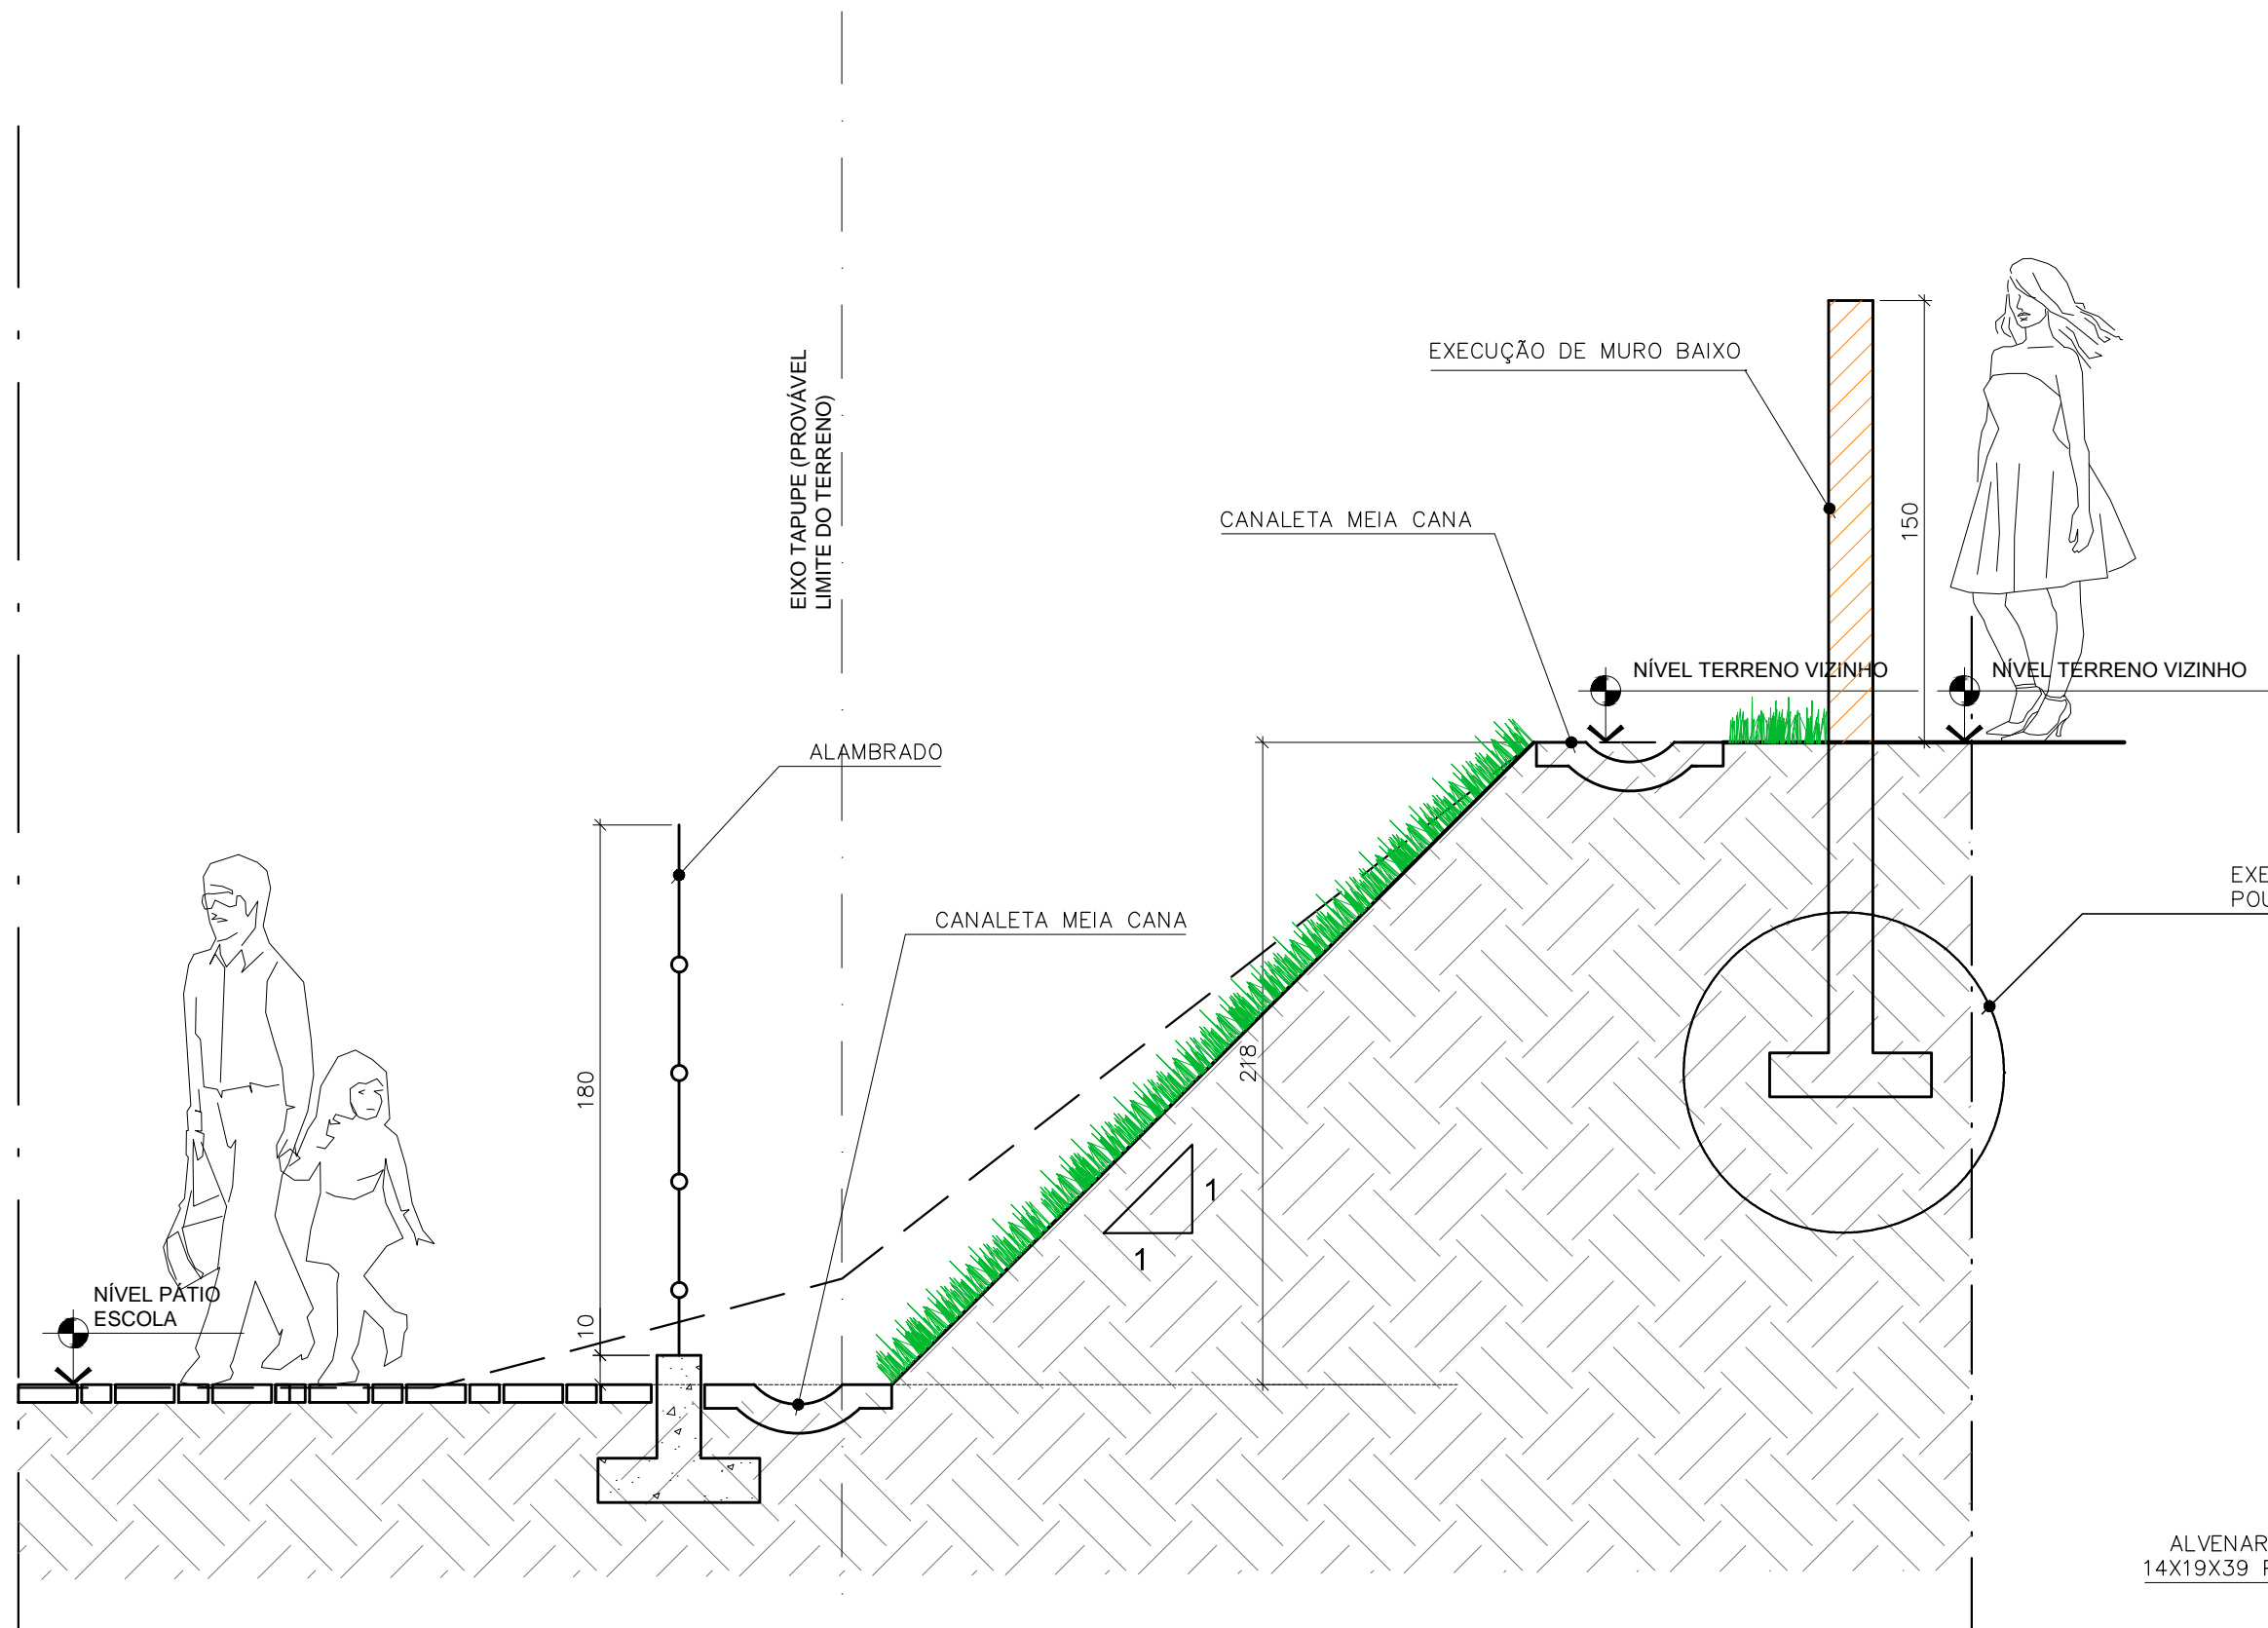 EIXO TAPUPE (PROVÁVEL
LIMITE DO TERRENO)
EXECUÇÃO DE MURO BAIXO
CANALETA MEIA CANA
150
NÍVEL TERRENO VIZINHO
NÍVEL TERRENO VIZINHO
ALAMBRADO
CANALETA MEIA CANA
EXE
POU
218
180
1
1
NÍVEL PÁTIO
ESCOLA
10
ALVENAR
14X19X39 P